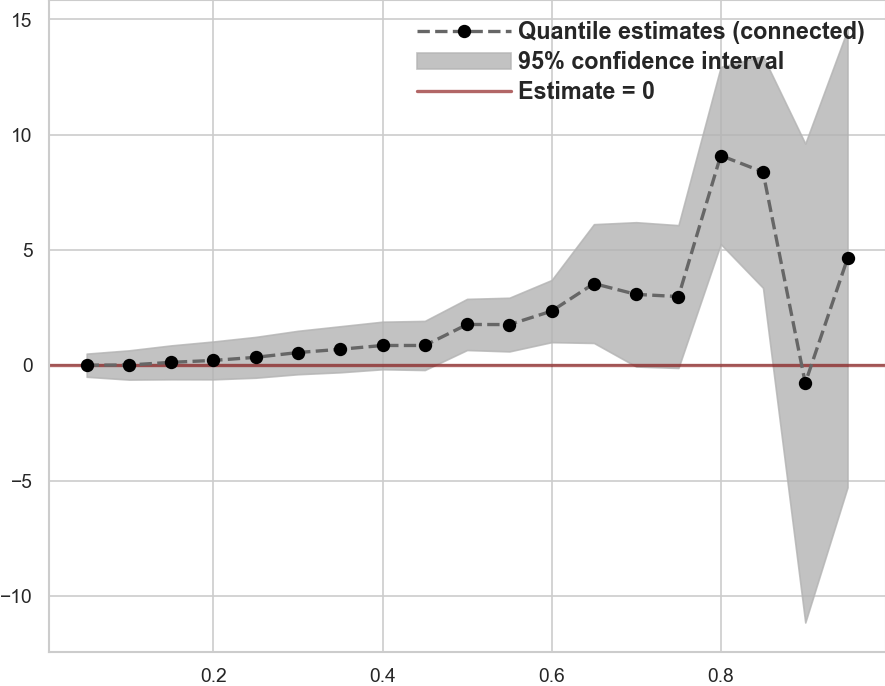 15
Quantile estimates (connected)
95% confidence interval
Estimate = 0
10
5
0
−5
−10
0.2 0.4 0.6 0.8